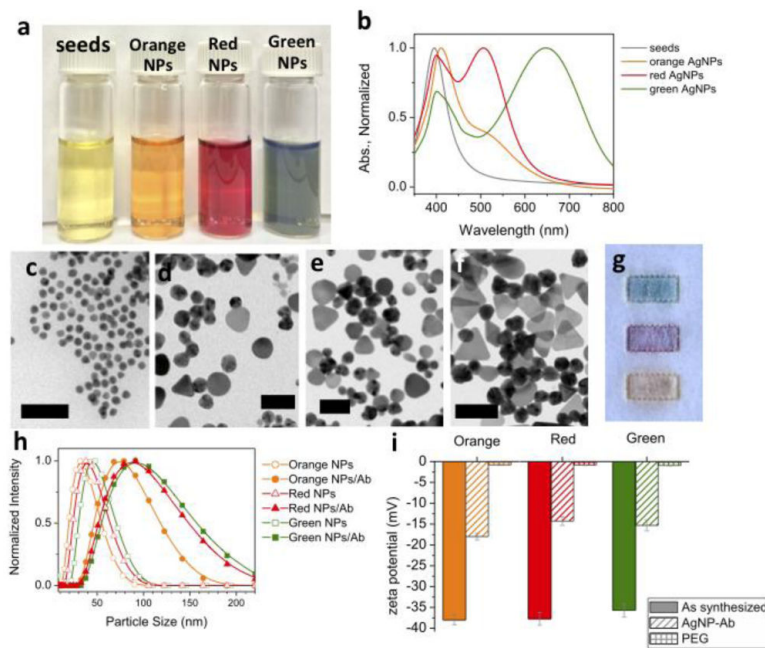 a
seeds
Orange
NPs
Red
NPs
Green
NPs
b
1.0
0.5
0.0
Abs., Normalized
400 500 600 700 800
Wavelength (nm)
seeds
orange AgNPs
red AgNPs
green AgNPs
c
d
e
f
g
h
1.0
0.5
0.0
Normalized Intensity
50 100 150 200
Particle Size (nm)
Orange NPs
Orange NPs/Ab
Red NPs
Red NPs/Ab
Green NPs
Green NPs/Ab
i
Orange Red Green
0
-5
-10
-15
-20
-25
-30
-35
-40
zeta potential (mV)
As synthesized
AgNP-Ab
PEG